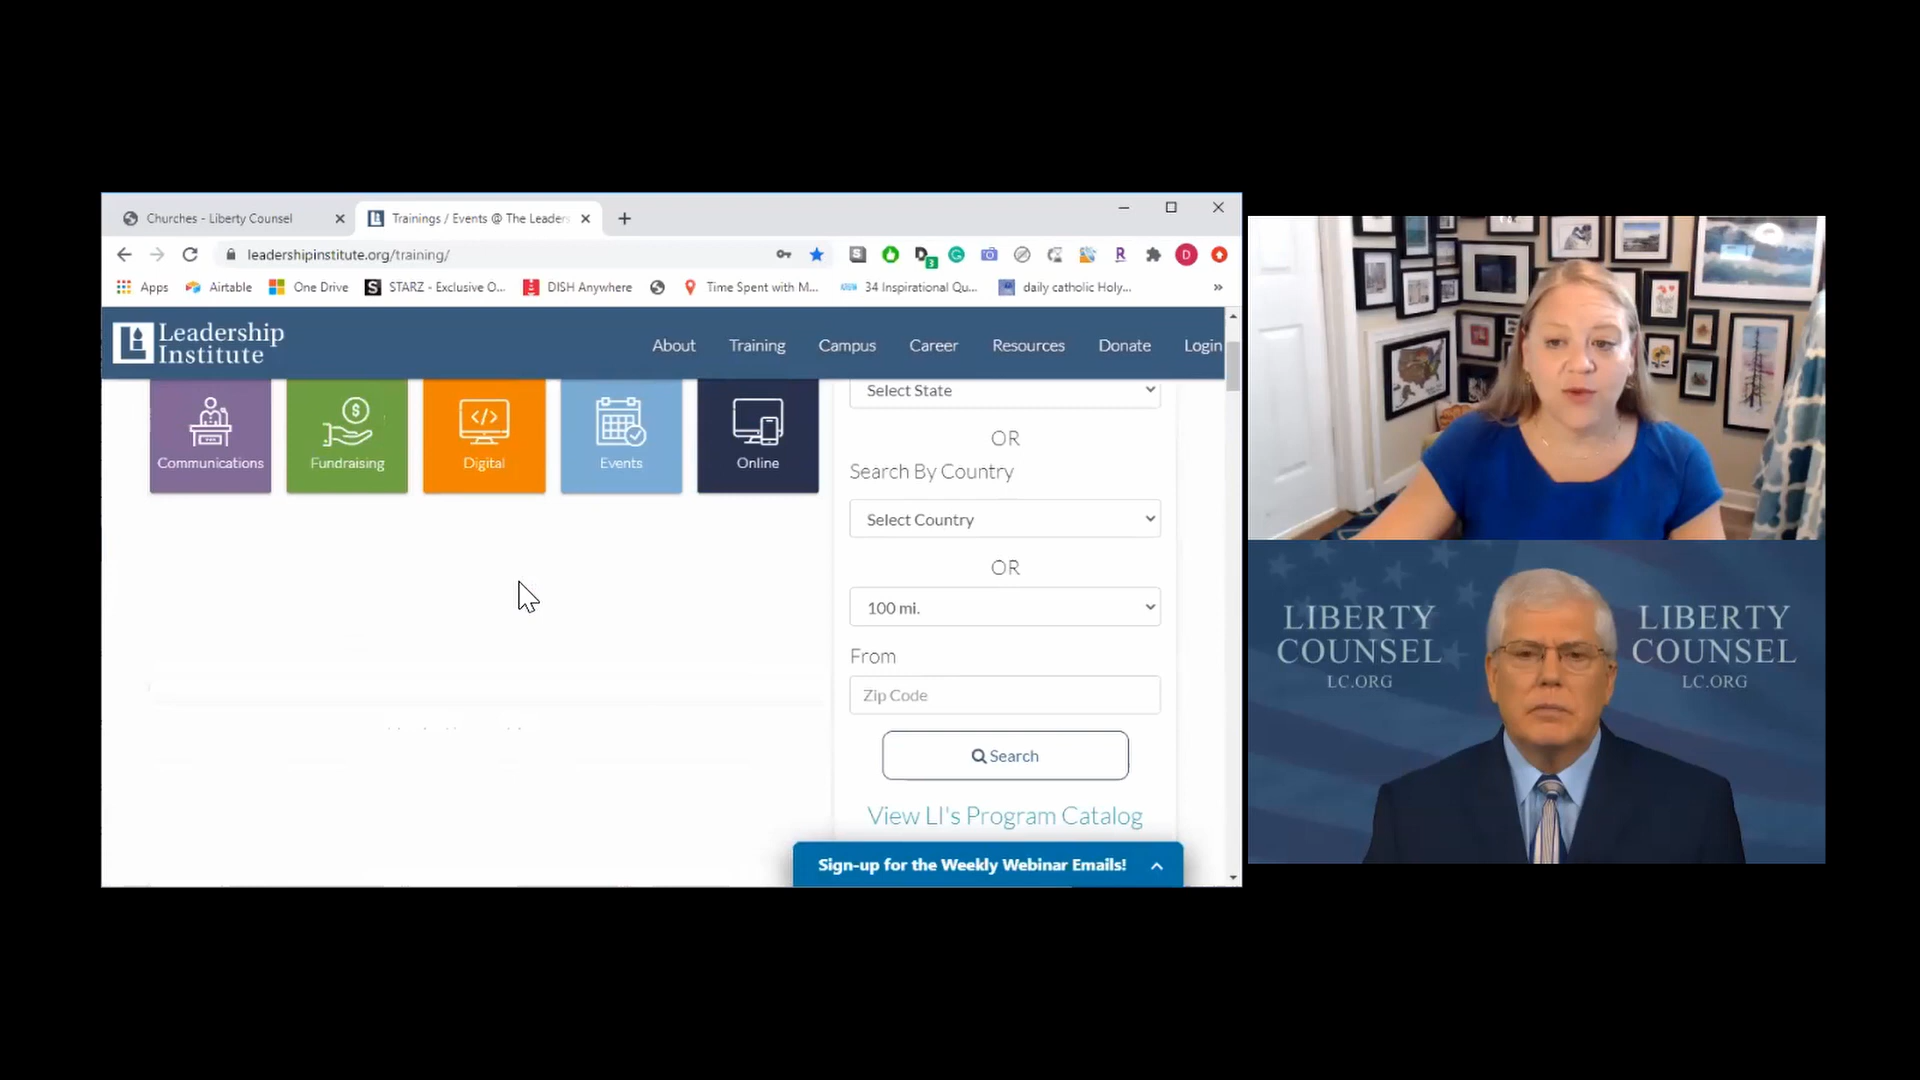 Churches - Liberty Counsel
Trainings / Events @ The Leaders
leadershipinstitute.org/training/
Apps
Airtable
One Drive
STARZ - Exclusive O...
DISH Anywhere
Time Spent with M...
34 Inspirational Qu...
daily catholic Holy...
Leadership
Institute
About
Training
Campus
Career
Resources
Donate
Login
Communications
Fundraising
Digital
Events
Online
Select State
OR
Search By Country
Select Country
OR
100 mi.
From
Zip Code
Search
View LI's Program Catalog
Sign-up for the Weekly Webinar Emails!
LIBERTY
COUNSEL
LC.ORG
LIBERTY
COUNSEL
LC.ORG